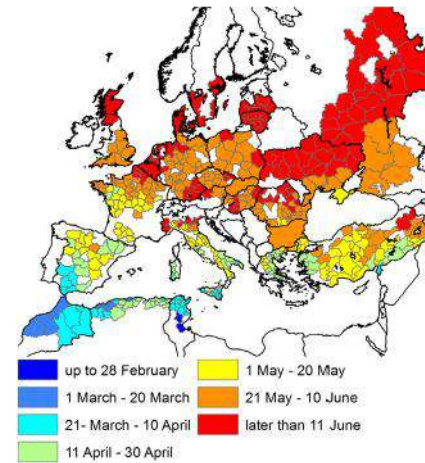 up to 28 February
1 March - 20 March
21- March - 10 April
11 April - 30 April
1 May - 20 May
21 May - 10 June
later than 11 June